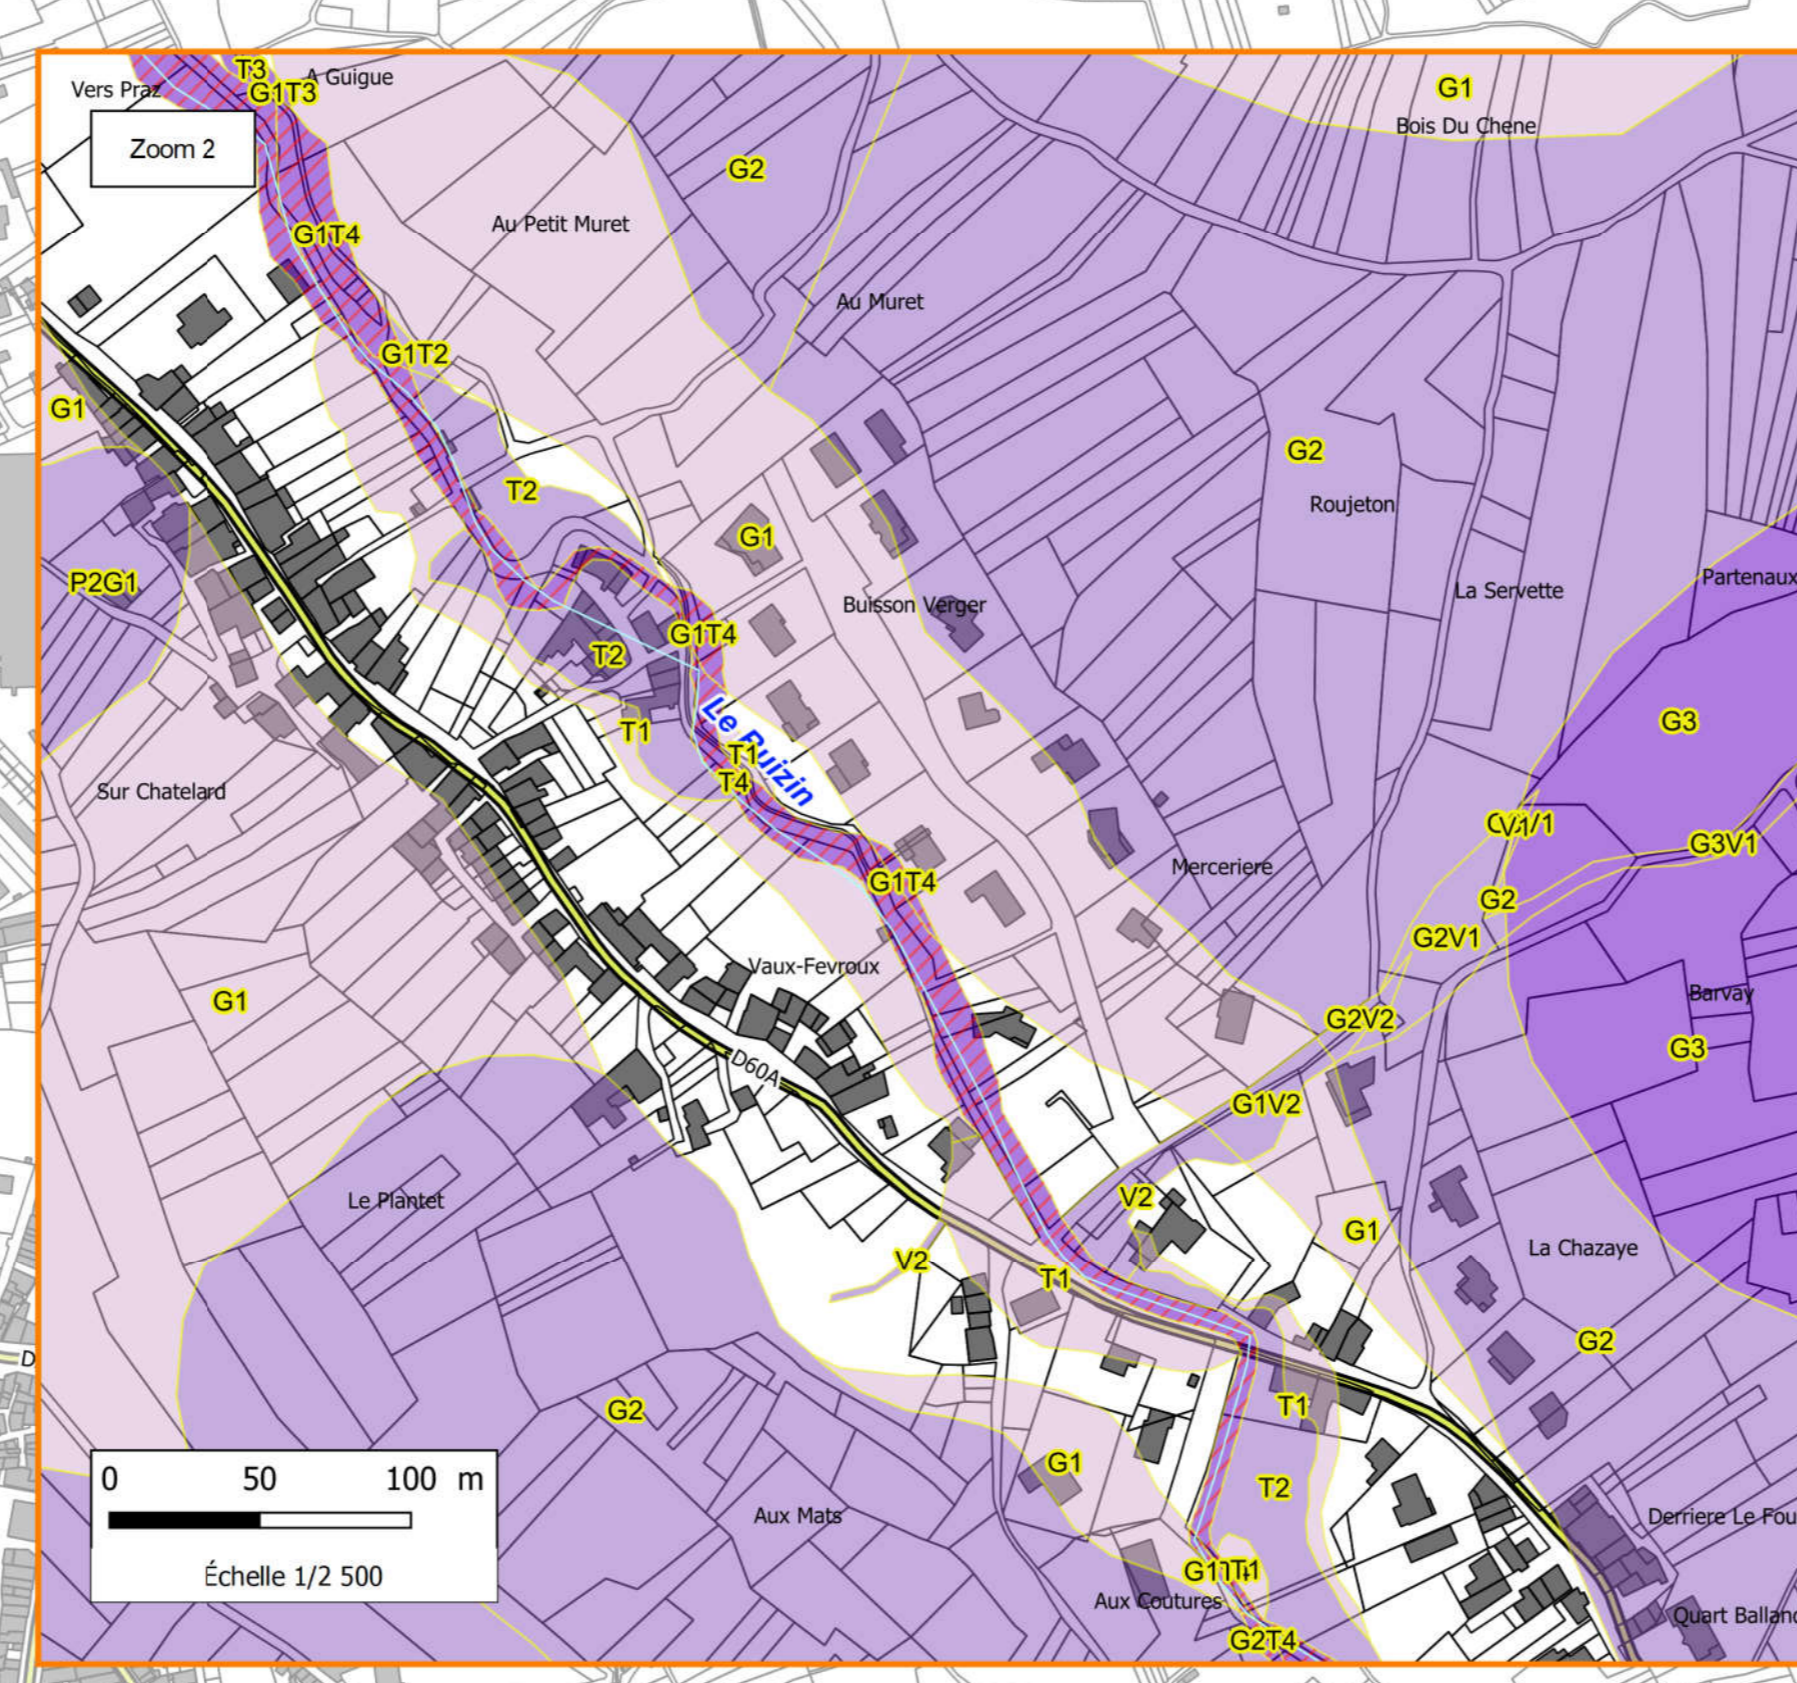 T3
A Guigue
G1
Vers Praz
G1T3
Bois Du Chene
Zoom 2
G2
Au Petit Muret
G1T4
Au Muret
G1T2
G1
G2
T2
Roujeton
G1
P2G1
Partenaux
La Servette
Buisson Verger
G1T4
T2
G3
T1
Le Buizin
T1
T4
Sur Chatelard
V1
G3V1
Merceriere
G1T4
G2
G2V1
Vaux-Fevroux
G1
Barvay
G2V2
G3
D60A
G1V2
Le Plantet
V2
G1
La Chazaye
V2
T1
G2
D
T1
G2
G1
0 50 100 m
T2
Aux Mats
Derriere Le Fou
Échelle 1/2 500
T1
Aux Coutures
Quart Balland
G2T4